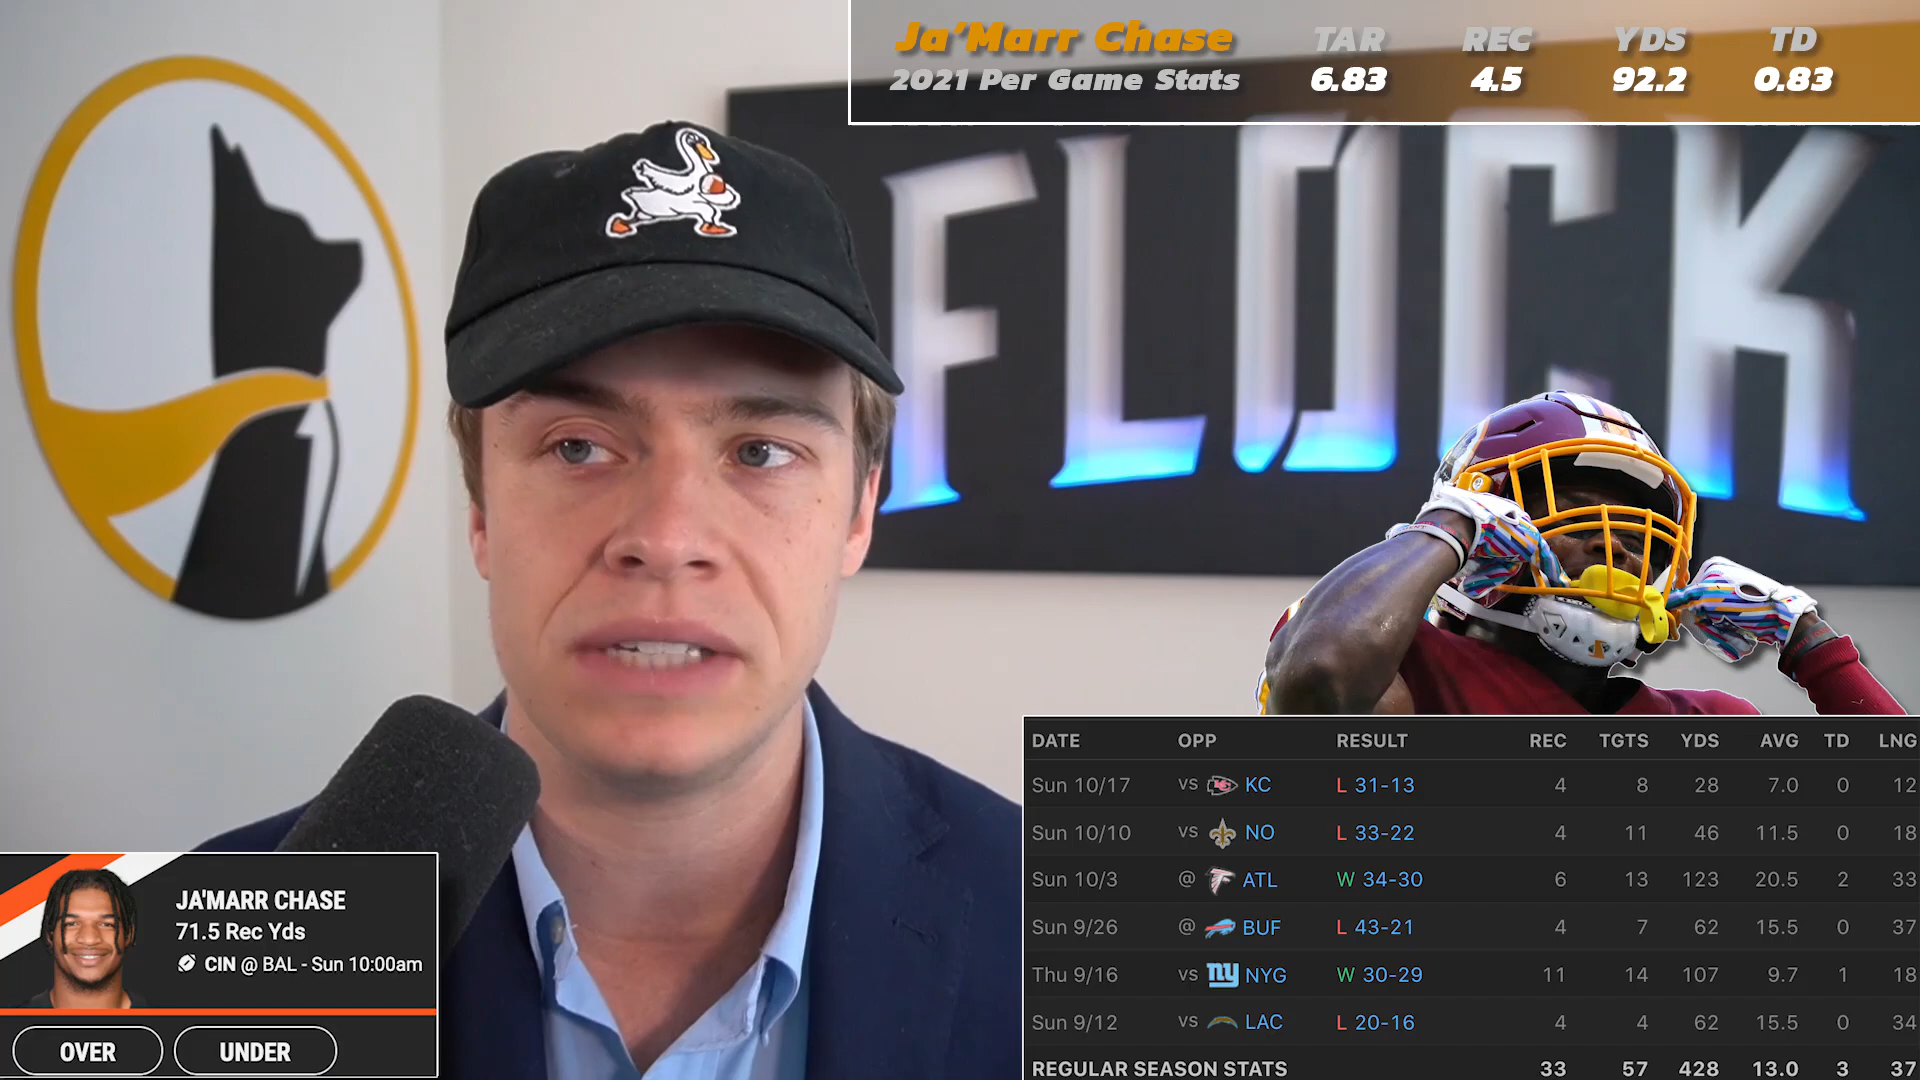 Ja'Marr Chase TAR REC YDS TD
2021 Per Game Stats 6.83 4.5 92.2 0.83
FLOCK
DATE OPP RESULT REC TGTS YDS AVG TD LNG
Sun 10/17 vs KC L 31-13 4 8 28 7.0 0 12
Sun 10/10 vs NO L 33-22 4 11 46 11.5 0 18
Sun 10/3 @ ATL W 34-30 6 13 123 20.5 2 33
Sun 9/26 @ BUF L 43-21 4 7 62 15.5 0 37
Thu 9/16 vs ny NYG W 30-29 11 14 107 9.7 1 18
Sun 9/12 vs LAC L 20-16 4 4 62 15.5 0 34
REGULAR SEASON STATS 33 57 428 13.0 3 37
JA'MARR CHASE
71.5 Rec Yds
CIN @ BAL - Sun 10:00am
OVER UNDER